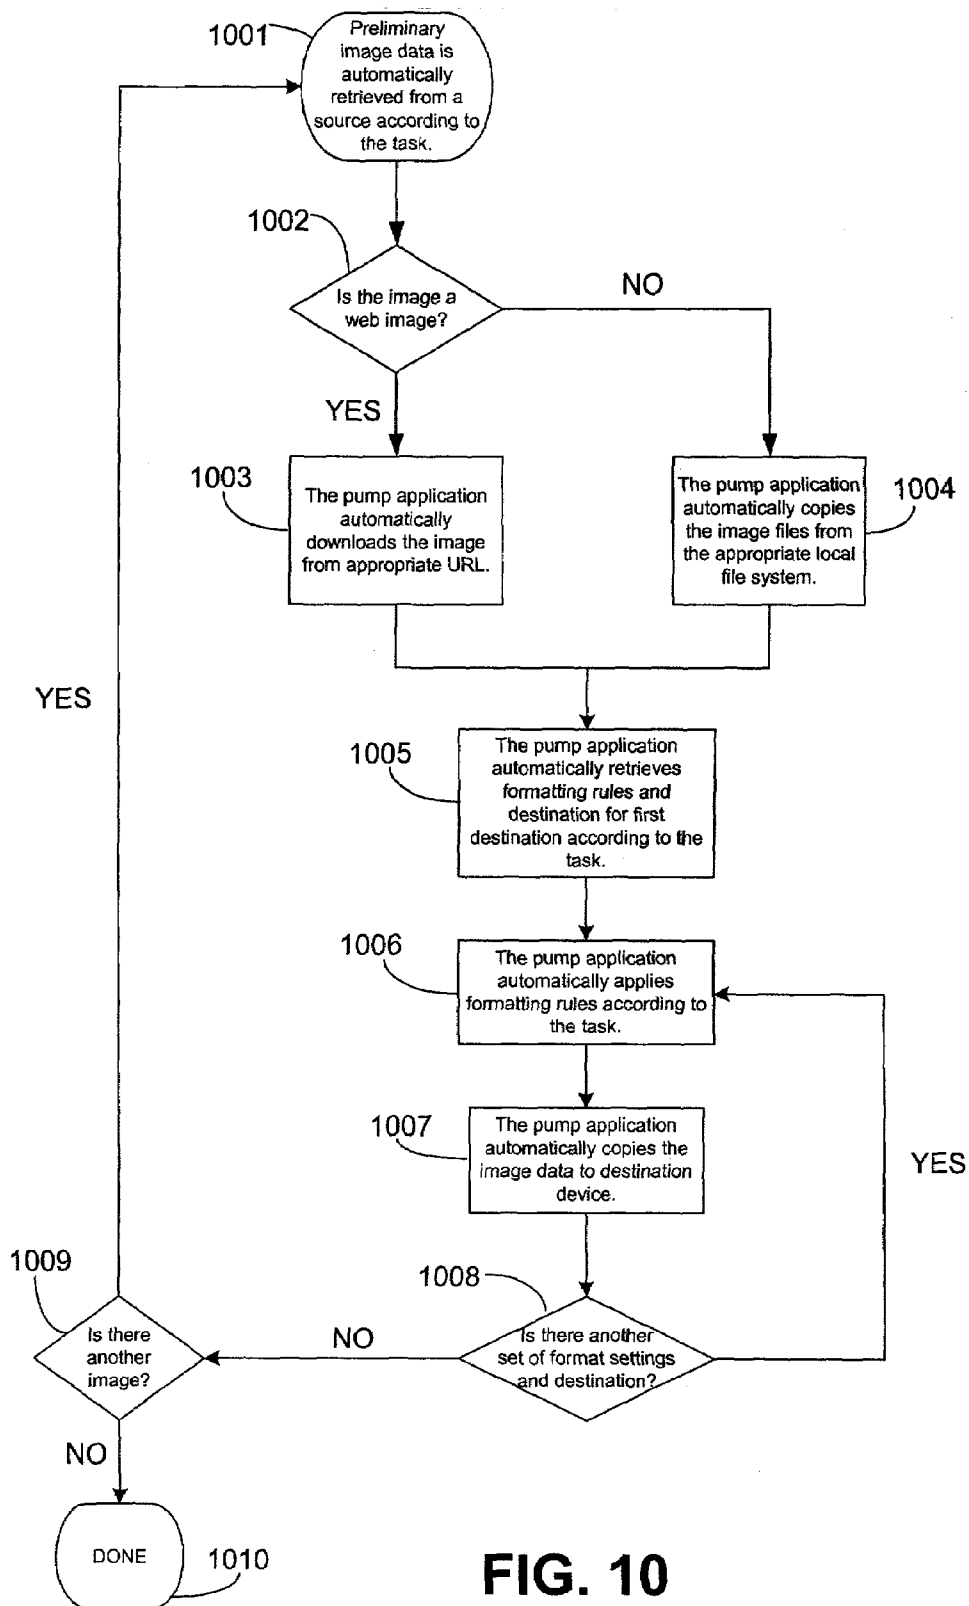 1001
Preliminary
image data is
automatically
retrieved from a
source according to
the task.
1002
Is the image a
web image?
NO
YES
1003
The pump application
automatically
downloads the image
from appropriate URL.
The pump application
automatically copies
the image files from
the appropriate local
file system.
1004
YES
1005
The pump application
automatically retrieves
formatting rules and
destination for first
destination according to the
task.
1006
The pump application
automatically applies
formatting rules according to
the task.
1007
The pump application
automatically copies the
image data to destination
device.
YES
1008
Is there another
set of format settings
and destination?
NO
1009
Is there
another
image?
NO
DONE
1010
FIG. 10